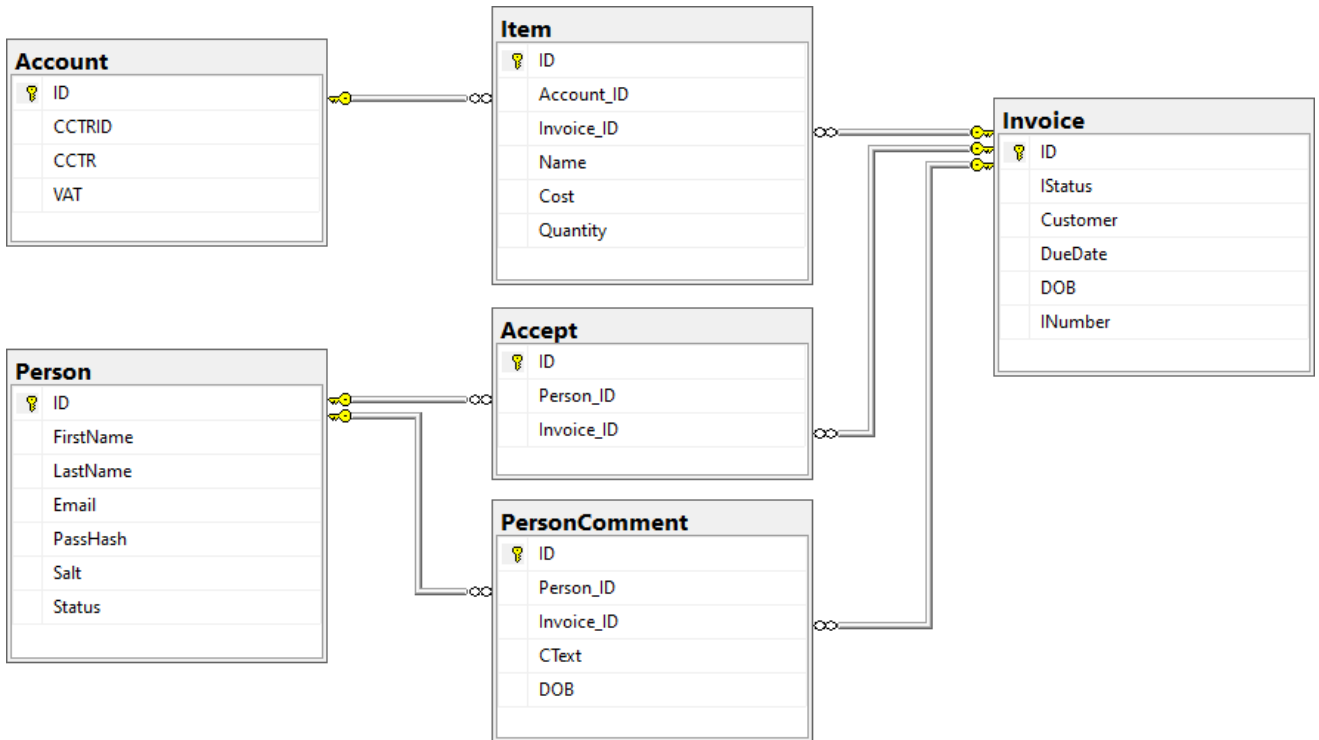 Account
ID
CCTRID
CCTR
VAT
Item
ID
Account_ID
Invoice_ID
Name
Cost
Quantity
Invoice
ID
IStatus
Customer
DueDate
DOB
INumber
Person
ID
FirstName
LastName
Email
PassHash
Salt
Status
Accept
ID
Person_ID
Invoice_ID
PersonComment
ID
Person_ID
Invoice_ID
CText
DOB